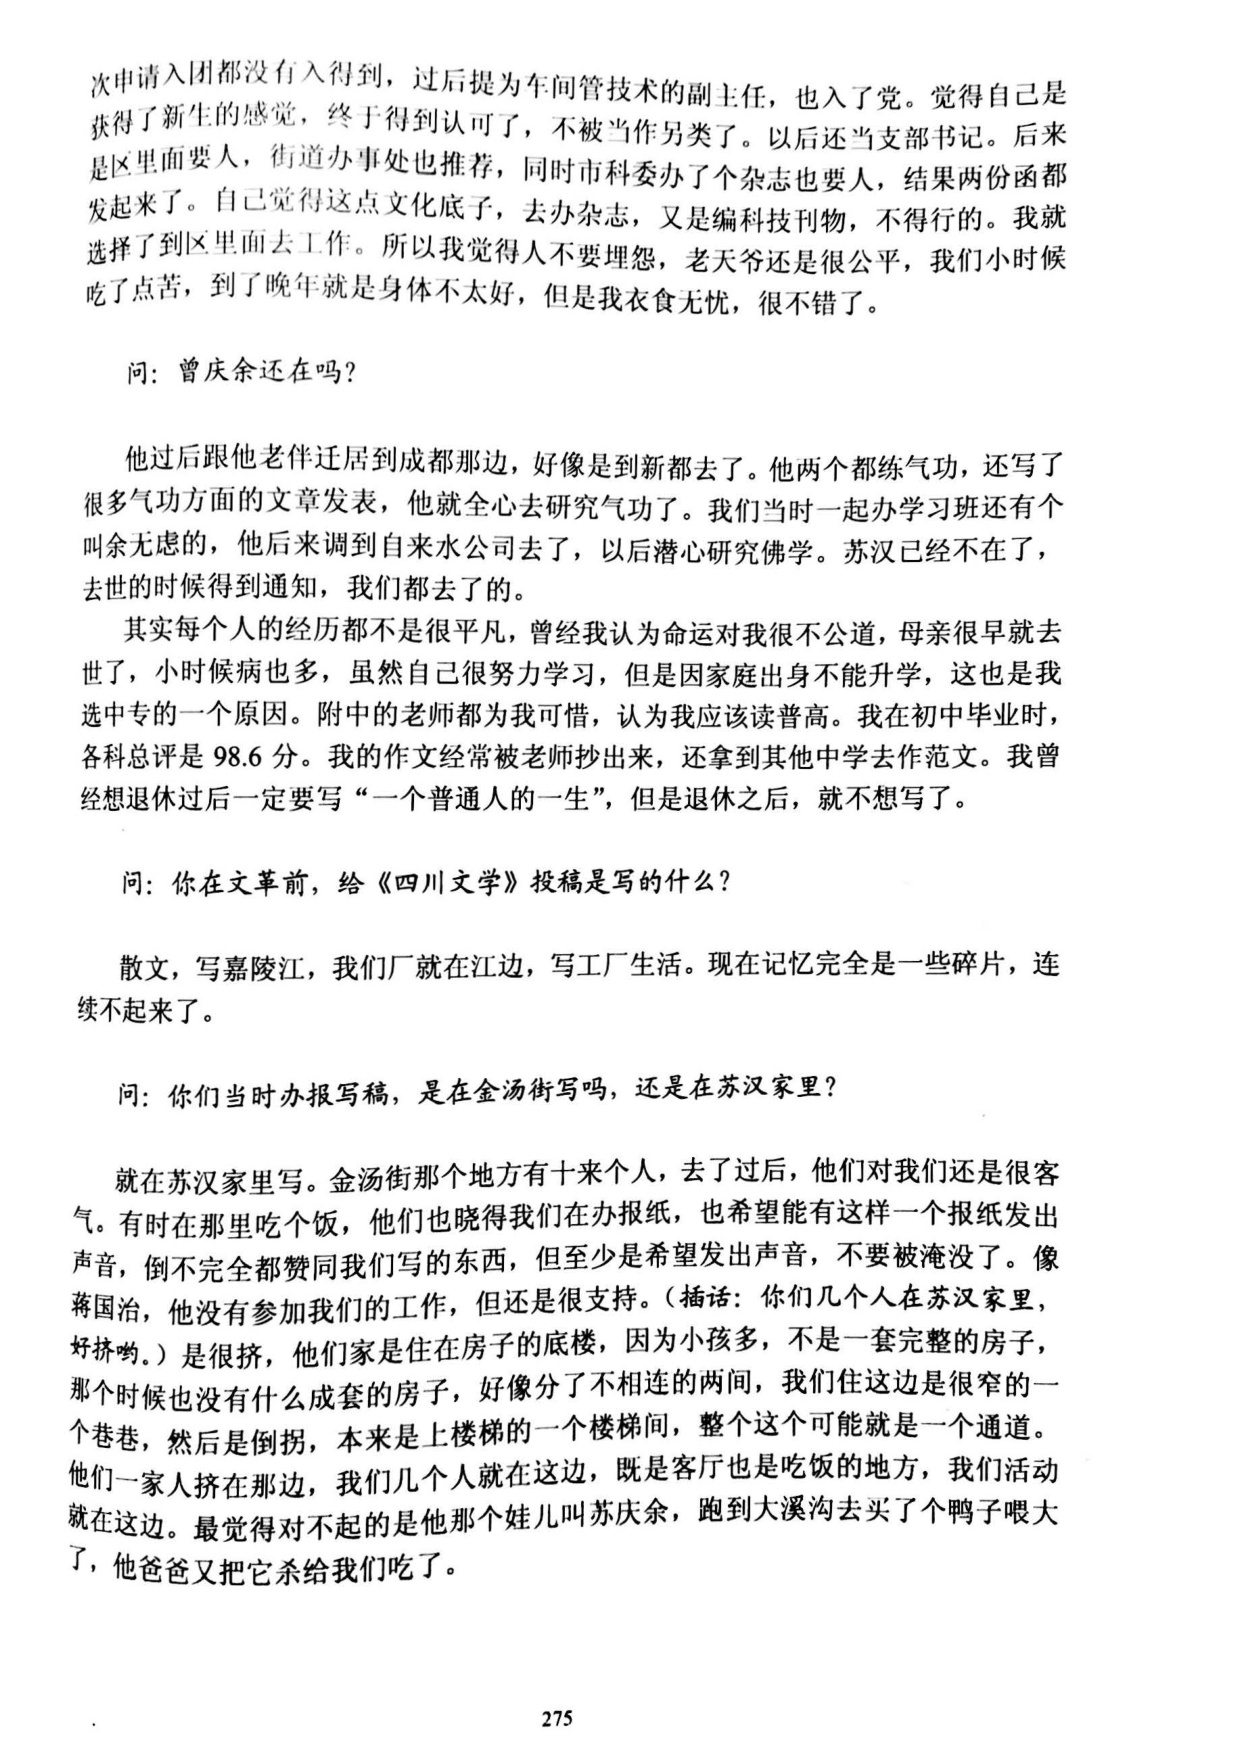 次申请入团都没有入得到，过后提为车间管技术的副主任，也入了党。觉得自己是
获得了新生的感觉，终于得到认可了，不被当作另类了。以后还当支部书记。后来
是区里面要人，街道办事处也推荐，同时市科委办了个杂志也要人，结果两份函都
发起来了。自己觉得这点文化底子，去办杂志，又是编科技刊物，不得行的。我就
选择了到区里面去工作。所以我觉得人不要埋怨，老天爷还是很公平，我们小时候
吃了点苦，到了晚年就是身体不太好，但是我衣食无忧，很不错了。
问：曾庆余还在吗？
他过后跟他老伴迁居到成都那边，好像是到新都去了。他两个都练气功，还写了
很多气功方面的文章发表，他就全心去研究气功了。我们当时一起办学习班还有个
叫余无虑的，他后来调到自来水公司去了，以后潜心研究佛学。苏汉已经不在了，
去世的时候得到通知，我们都去了的。
其实每个人的经历都不是很平凡，曾经我认为命运对我很不公道，母亲很早就去
世了，小时候病也多，虽然自己很努力学习，但是因家庭出身不能升学，这也是我
选中专的一个原因。附中的老师都为我可惜，认为我应该读普高。我在初中毕业时，
各科总评是 98.6 分。我的作文经常被老师抄出来，还拿到其他中学去作范文。我曾
经想退休过后一定要写“一个普通人的一生”，但是退休之后，就不想写了。
问：你在文革前，给《四川文学》投稿是写的什么？
散文，写嘉陵江，我们厂就在江边，写工厂生活。现在记忆完全是一些碎片，连
续不起来了。
问：你们当时办报写稿，是在金汤街写吗，还是在苏汉家里？
就在苏汉家里写。金汤街那个地方有十来个人，去了过后，他们对我们还是很客
气。有时在那里吃个饭，他们也晓得我们在办报纸，也希望能有这样一个报纸发出
声音，倒不完全都赞同我们写的东西，但至少是希望发出声音，不要被淹没了。像
蒋国治，他没有参加我们的工作，但还是很支持。（插话：你们几个人在苏汉家里，
好挤哟。）是很挤，他们家是住在房子的底楼，因为小孩多，不是一套完整的房子，
那个时候也没有什么成套的房子，好像分了不相连的两间，我们住这边是很窄的一
个巷巷，然后是倒拐，本来是上楼梯的一个楼梯间，整个这个可能就是一个通道。
他们一家人挤在那边，我们几个人就在这边，既是客厅也是吃饭的地方，我们活动
就在这边。最觉得对不起的是他那个娃儿叫苏庆余，跑到大溪沟去买了个鸭子喂大
了，他爸爸又把它杀给我们吃了。
275